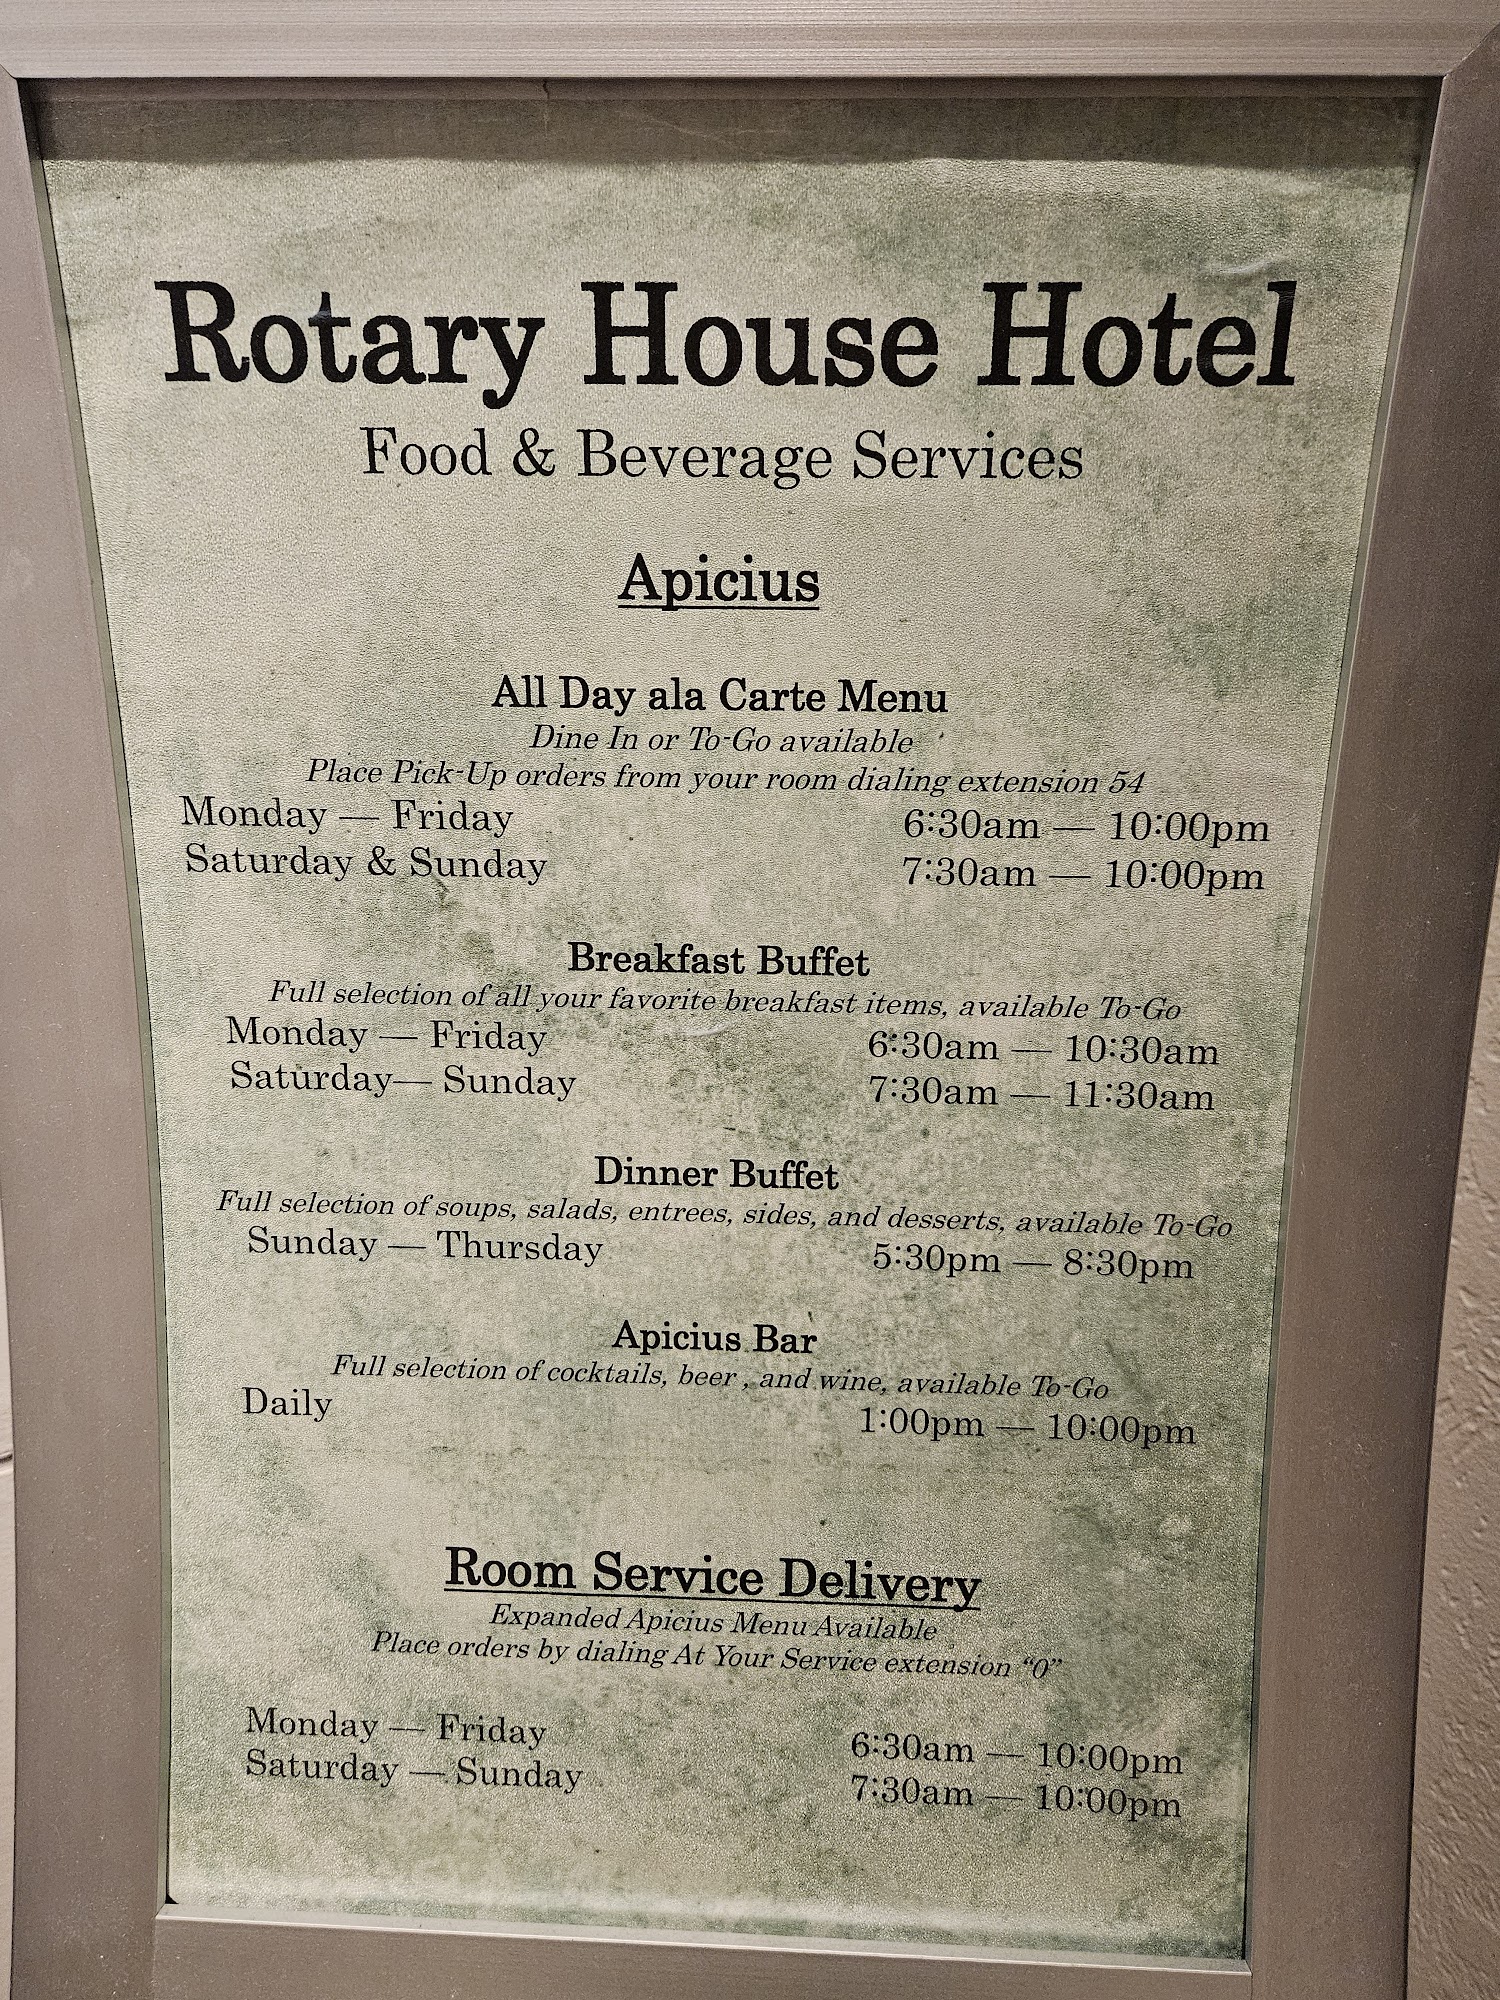 Rotary House Hotel
Food & Beverage Services
Apicius
All Day ala Carte Menu
Dine In or To-Go available
Place Pick-Up orders from your room dialing extension 54
Monday — Friday 6:30am — 10:00pm
Saturday & Sunday 7:30am — 10:00pm
Breakfast Buffet
Full selection of all your favorite breakfast items, available To-Go
Monday — Friday 6:30am — 10:30am
Saturday— Sunday 7:30am — 11:30am
Dinner Buffet
Full selection of soups, salads, entrees, sides, and desserts, available To-Go
Sunday — Thursday 5:30pm — 8:30pm
Apicius Bar
Full selection of cocktails, beer , and wine, available To-Go
Daily 1:00pm — 10:00pm
Room Service Delivery
Expanded Apicius Menu Available
Place orders by dialing At Your Service extension “0”
Monday — Friday 6:30am — 10:00pm
Saturday — Sunday 7:30am — 10:00pm